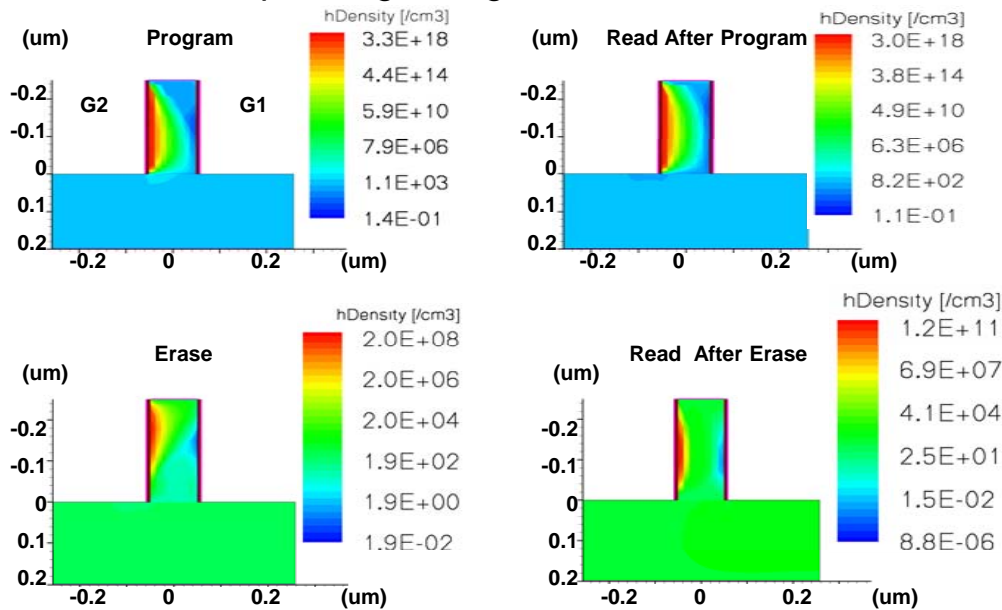 hDensity [/cm3]
(um)
Program
3.3E+18
4.4E+14
5.9E+10
7.9E+06
1.1E+03
1.4E-01
G2
G1
-0.2
-0.1
0
0.1
0.2
-0.2
0
0.2
(um)
hDensity [/cm3]
(um)
Read After Program
3.0E+18
3.8E+14
4.9E+10
6.3E+06
8.2E+02
1.1E-01
-0.2
-0.1
0
0.1
0.2
-0.2
0
0.2
(um)
hDensity [/cm3]
(um)
Erase
2.0E+08
2.0E+06
2.0E+04
1.9E+02
1.9E+00
1.9E-02
-0.2
-0.1
0
0.1
0.2
-0.2
0
0.2
(um)
hDensity [/cm3]
(um)
Read After Erase
1.2E+11
6.9E+07
4.1E+04
2.5E+01
1.5E-02
8.8E-06
-0.2
-0.1
0
0.1
0.2
-0.2
0
0.2
(um)